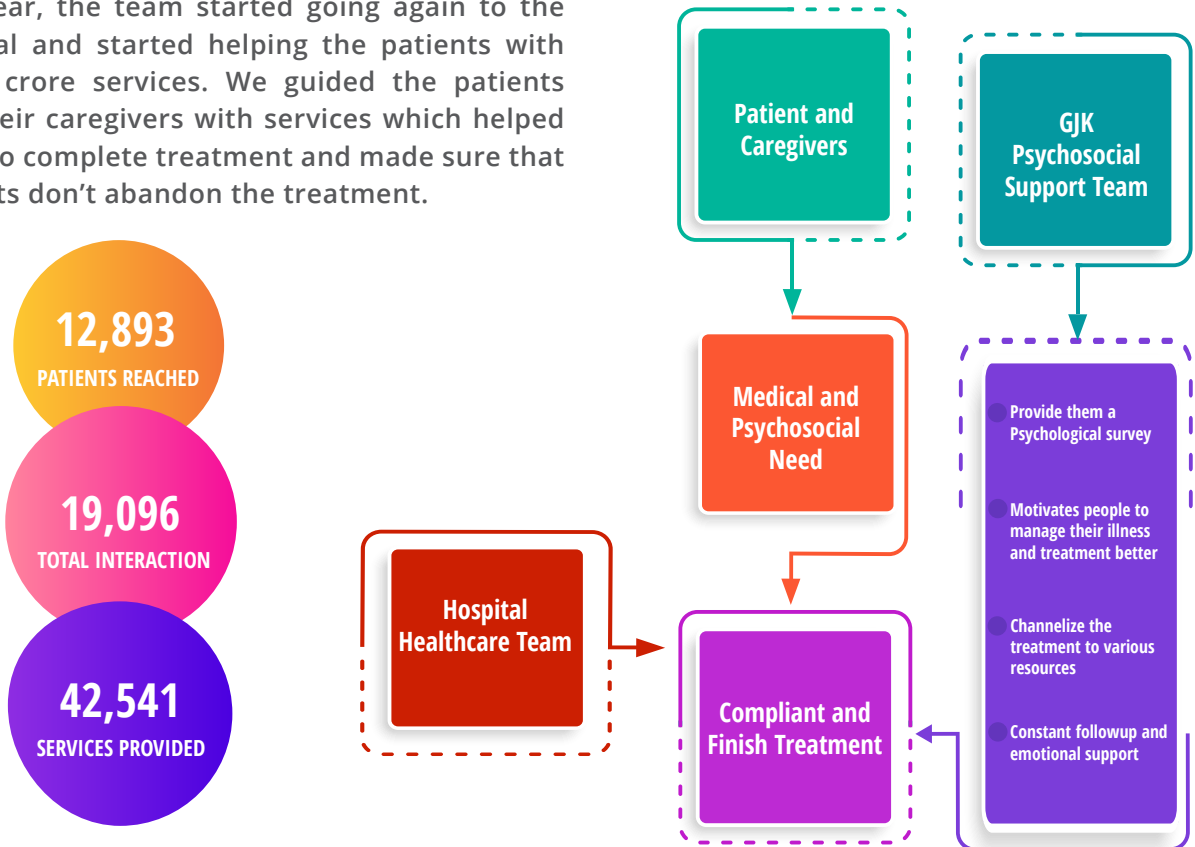 ear, the team started going again to the
al and started helping the patients with
crore services. We guided the patients
eir caregivers with services which helped
o complete treatment and made sure that
ts don’t abandon the treatment.
12,893
PATIENTS REACHED
19,096
TOTAL INTERACTION
42,541
SERVICES PROVIDED
Patient and
Caregivers
GJK
Psychosocial
Support Team
Medical and
Psychosocial
Need
Provide them a
Psychological survey
Motivates people to
manage their illness
and treatment better
Channelize the
treatment to various
resources
Constant followup and
emotional support
Hospital
Healthcare Team
Compliant and
Finish Treatment